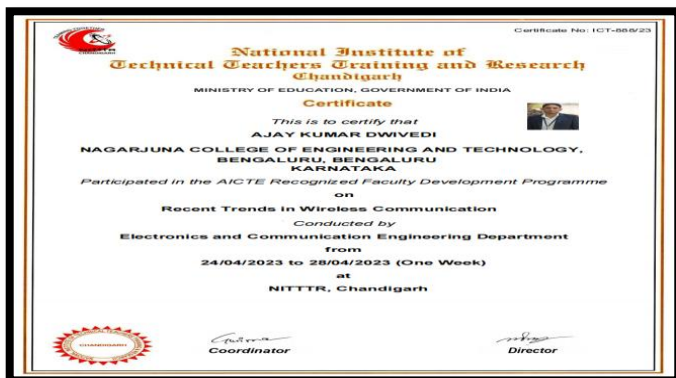 Certificate No: ICT-888/23
National Institute of
Technical Teachers Training and Research
Chandigarh
MINISTRY OF EDUCATION, GOVERNMENT OF INDIA
Certificate
This is to certify that
AJAY KUMAR DWIVEDI
NAGARJUNA COLLEGE OF ENGINEERING AND TECHNOLOGY,
BENGALURU, BENGALURU
KARNATAKA
Participated in the AICTE Recognized Faculty Development Programme
on
Recent Trends in Wireless Communication
Conducted by
Electronics and Communication Engineering Department
from
24/04/2023 to 28/04/2023 (One Week)
at
NITTTR, Chandigarh
CHANDIGARH
Coordinator
Director